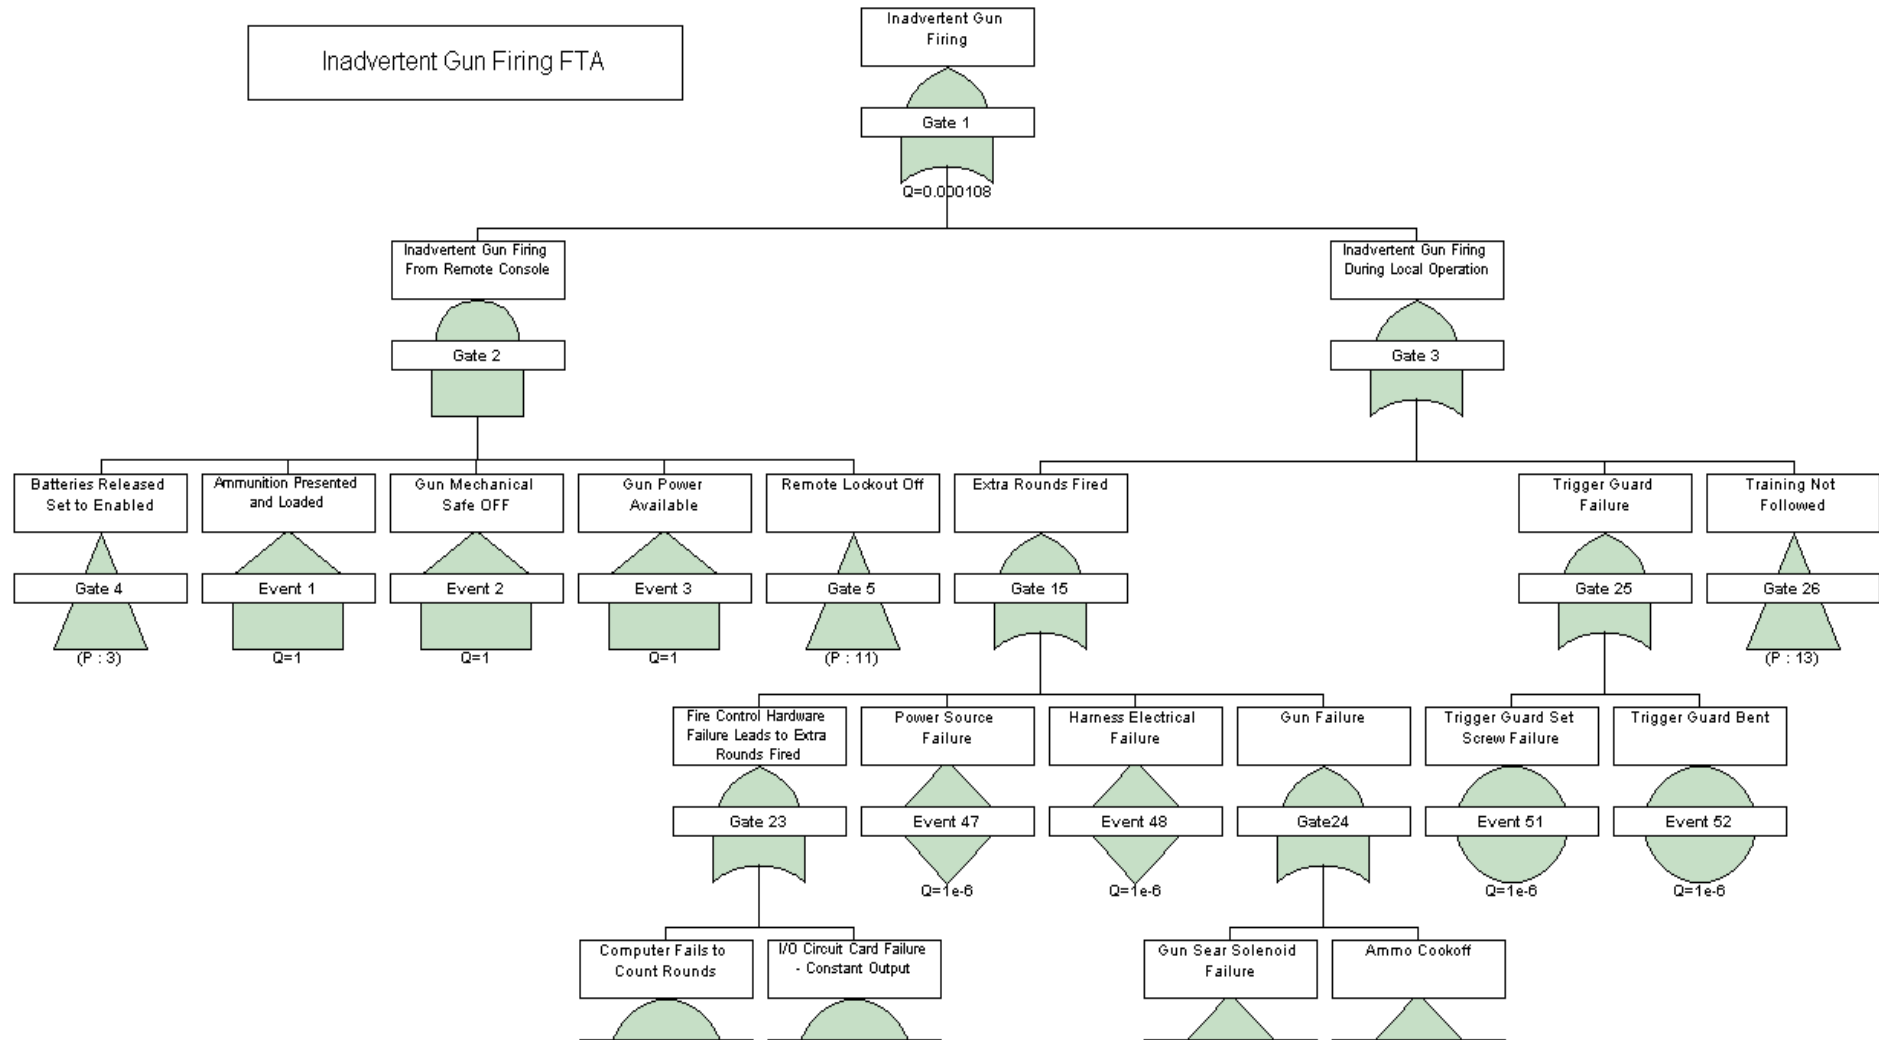 Inadvertent Gun Firing FTA
Inadvertent Gun
Firing
Gate 1
Q=0.000108
Inadvertent Gun Firing
From Remote Console
Gate 2
Inadvertent Gun Firing
During Local Operation
Gate 3
Batteries Released
Set to Enabled
Gate 4
(P : 3)
Ammunition Presented
and Loaded
Event 1
Q=1
Gun Mechanical
Safe OFF
Event 2
Q=1
Gun Power
Available
Event 3
Q=1
Remote Lockout Off
Gate 5
(P : 11)
Extra Rounds Fired
Gate 15
Trigger Guard
Failure
Gate 25
Training Not
Followed
Gate 26
(P : 13)
Fire Control Hardware
Failure Leads to Extra
Rounds Fired
Gate 23
Power Source
Failure
Event 47
Q=1e-6
Harness Electrical
Failure
Event 48
Q=1e-6
Gun Failure
Gate24
Trigger Guard Set
Screw Failure
Event 51
Q=1e-6
Trigger Guard Bent
Event 52
Q=1e-6
Computer Fails to
Count Rounds
I/O Circuit Card Failure
- Constant Output
Gun Sear Solenoid
Failure
Ammo Cookoff